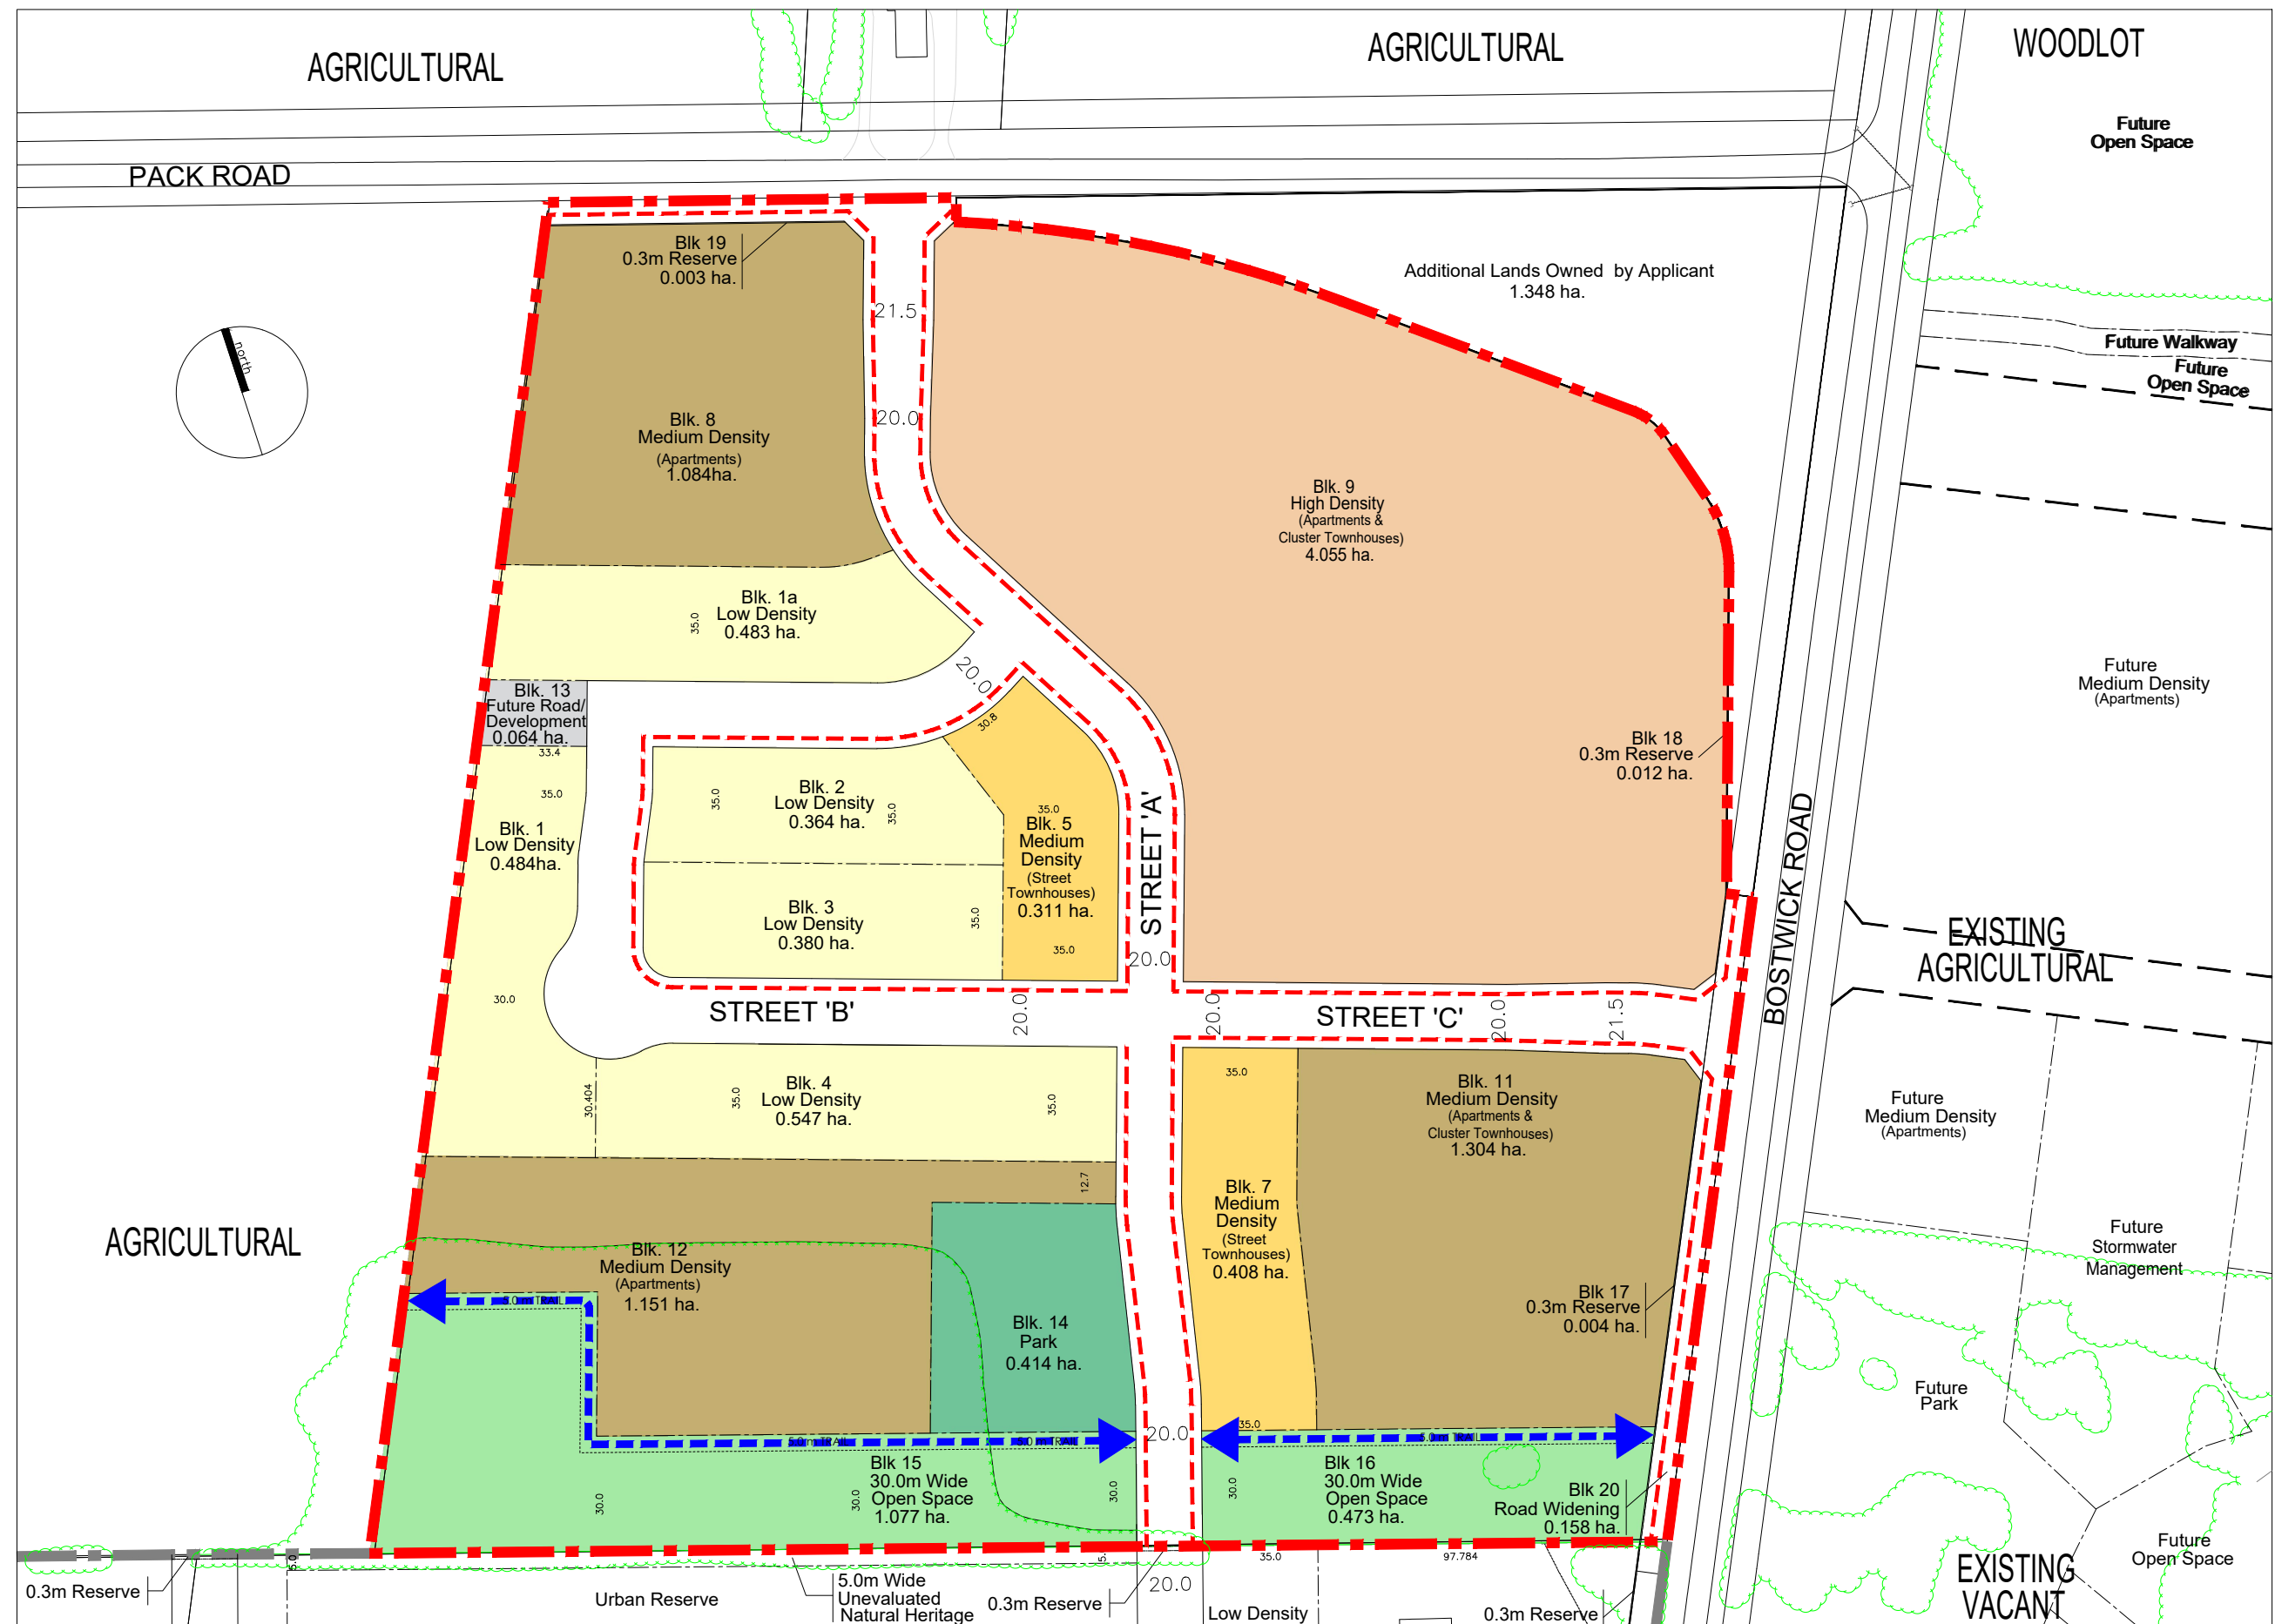 AGRICULTURAL
AGRICULTURAL
WOODLOT
Future
Open Space
PACK ROAD
Blk 19
0.3m Reserve
0.003 ha.
Additional Lands Owned by Applicant
1.348 ha.
21.5
north
Future Walkway
Future
Open Space
20.0
Blk. 8
Medium Density
(Apartments)
1.084ha.
Blk. 9
High Density
(Apartments &
Cluster Townhouses)
4.055 ha.
Blk. 1a
Low Density
0.483 ha.
35.0
20.0
Future
Medium Density
(Apartments)
Blk. 13
Future Road/
Development
0.064 ha.
33.4
30.8
Blk 18
0.3m Reserve
0.012 ha.
35.0
Blk. 2
Low Density
0.364 ha.
35.0
35.0
35.0
Blk. 5
Medium
Density
(Street
Townhouses)
0.311 ha.
35.0
STREET 'A'
20.0
Blk. 1
Low Density
0.484ha.
Blk. 3
Low Density
0.380 ha.
35.0
BOSTWICK ROAD
EXISTING
AGRICULTURAL
30.0
STREET 'B'
20.0
20.0
STREET 'C'
20.0
21.5
Blk. 4
Low Density
0.547 ha.
30.404
35.0
35.0
35.0
Blk. 11
Medium Density
(Apartments &
Cluster Townhouses)
1.304 ha.
Future
Medium Density
(Apartments)
12.7
Blk. 7
Medium
Density
(Street
Townhouses)
0.408 ha.
AGRICULTURAL
Blk. 12
Medium Density
(Apartments)
1.151 ha.
Future
Stormwater
Management
Blk 17
0.3m Reserve
0.004 ha.
5.0 m TRAIL
Blk. 14
Park
0.414 ha.
Future
Park
35.0
20.0
5.0 m TRAIL
5.0 m TRAIL
5.0 m TRAIL
Blk 15
30.0m Wide
Open Space
1.077 ha.
30.0
30.0
30.0
30.0
Blk 16
30.0m Wide
Open Space
0.473 ha.
Blk 20
Road Widening
0.158 ha.
35.0
97.784
Future
Open Space
EXISTING
VACANT
0.3m Reserve
5.0
Urban Reserve
5.0m Wide
Unevaluated
Natural Heritage
0.3m Reserve
20.0
Low Density
0.3m Reserve